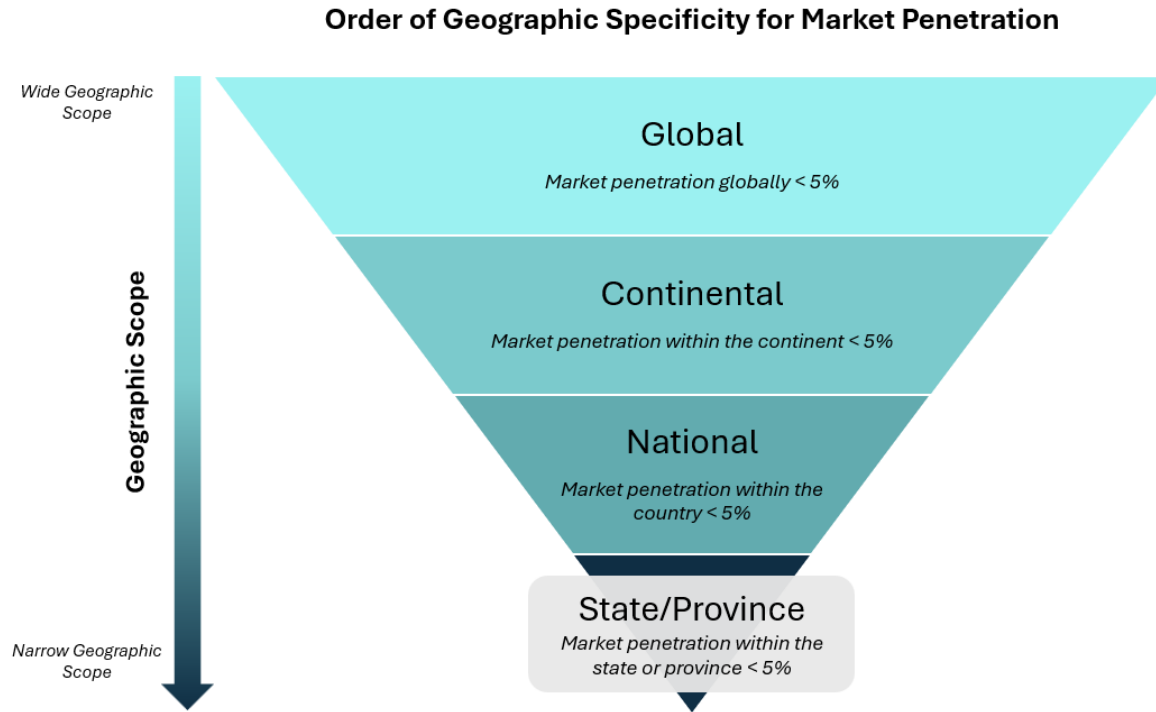 Order of Geographic Specificity for Market Penetration
Wide Geographic
Scope
Global
Market penetration globally < 5%
Continental
Market penetration within the continent < 5%
Geographic Scope
National
Market penetration within the
country < 5%
State/Province
Market penetration within the
state or province < 5%
Narrow Geographic
Scope